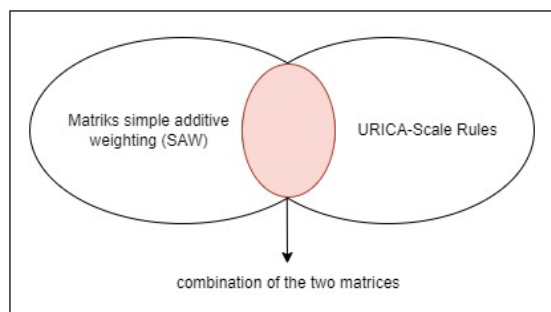 Matriks simple additive
weighting (SAW)
URICA-Scale Rules
combination of the two matrices